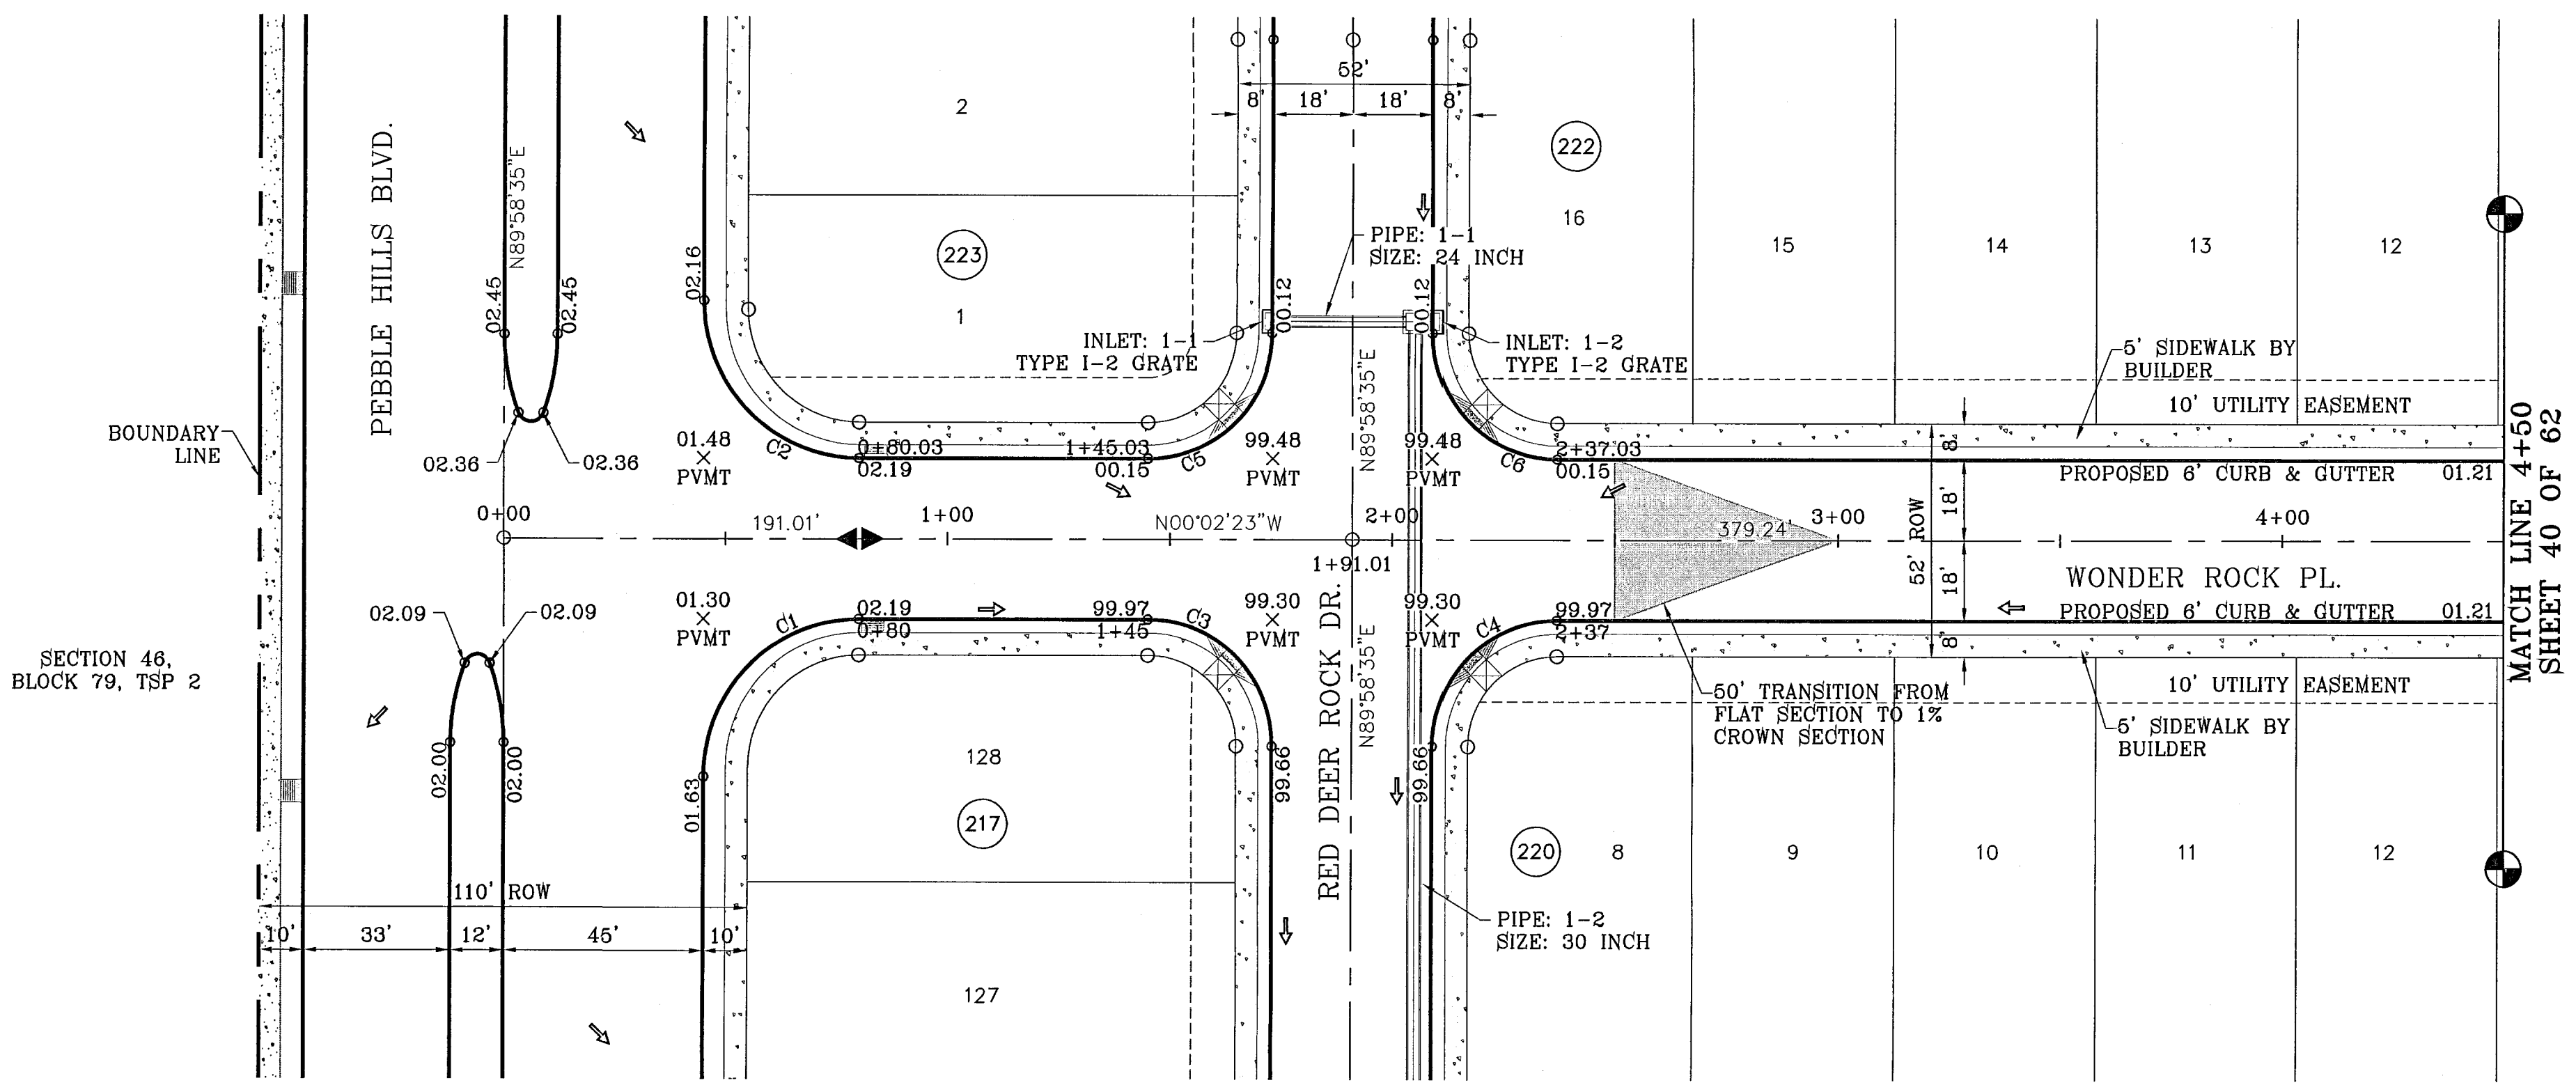 52'
8'
18'
18'
8'
2
222
16
PEBBLE HILLS BLVD.
N89°58'35"E
PIPE: 1-1
SIZE: 24 INCH
15
14
13
12
223
1
02.45
02.45
02.16
00.12
00.12
INLET: 1-1
TYPE I-2 GRATE
INLET: 1-2
TYPE I-2 GRATE
N89°58'35"E
5' SIDEWALK BY
BUILDER
10' UTILITY EASEMENT
BOUNDARY
LINE
02.36
02.36
01.48
PVMT
C2
0+80.03
02.19
1+45.03
00.15
C5
99.48
PVMT
99.48
PVMT
C6
2+37.03
00.15
PROPOSED 6' CURB & GUTTER
01.21
8'
18'
52' ROW
18'
8'
MATCH LINE 4+50
SHEET 40 OF 62
0+00
191.01'
1+00
N00°02'23"W
2+00
1+91.01
379.24'
3+00
4+00
WONDER ROCK PL.
PROPOSED 6' CURB & GUTTER
01.21
02.09
02.09
01.30
PVMT
C1
02.19
0+80
99.97
1+45
C3
99.30
PVMT
99.30
PVMT
C4
99.97
2+37
SECTION 46,
BLOCK 79, TSP 2
02.00
02.00
01.63
128
217
99.66
99.66
RED DEER ROCK DR.
N89°58'35"E
50' TRANSITION FROM
FLAT SECTION TO 1%
CROWN SECTION
10' UTILITY EASEMENT
5' SIDEWALK BY
BUILDER
220
8
9
10
11
12
110' ROW
10'
33'
12'
45'
10'
PIPE: 1-2
SIZE: 30 INCH
127